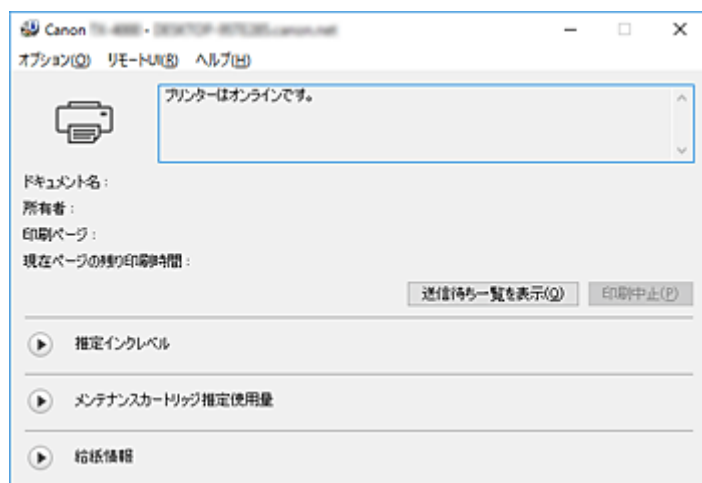 Canon
オプション(O) リモートUI(R) ヘルプ(H)
プリンターはオンラインです。
ドキュメント名 :
所有者 :
印刷ページ :
現在ページの残り印刷時間 :
送信待ち一覧を表示(Q) 印刷中止(P)
推定インクレベル
メンテナンスカートリッジ推定使用量
給紙情報